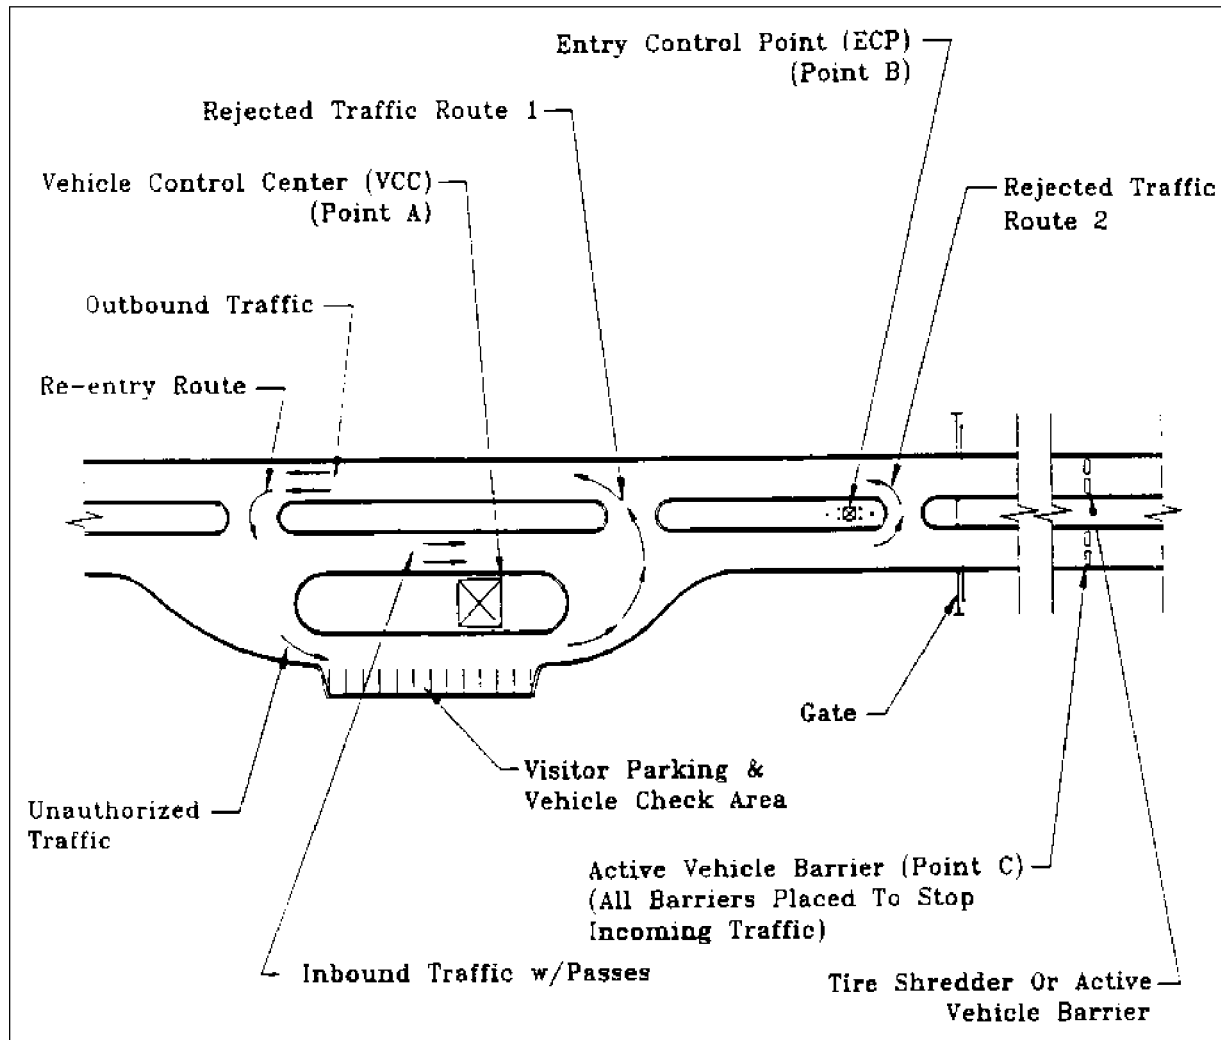 Entry Control Point (ECP)
(Point B)
Rejected Traffic Route 1
Vehicle Control Center (VCC)
(Point A)
Rejected Traffic
Route 2
Outbound Traffic
Re-entry Route
Gate
Visitor Parking &
Vehicle Check Area
Unauthorized
Traffic
Active Vehicle Barrier (Point C)
(All Barriers Placed To Stop
Incoming Traffic)
Inbound Traffic w/Passes
Tire Shredder Or Active
Vehicle Barrier